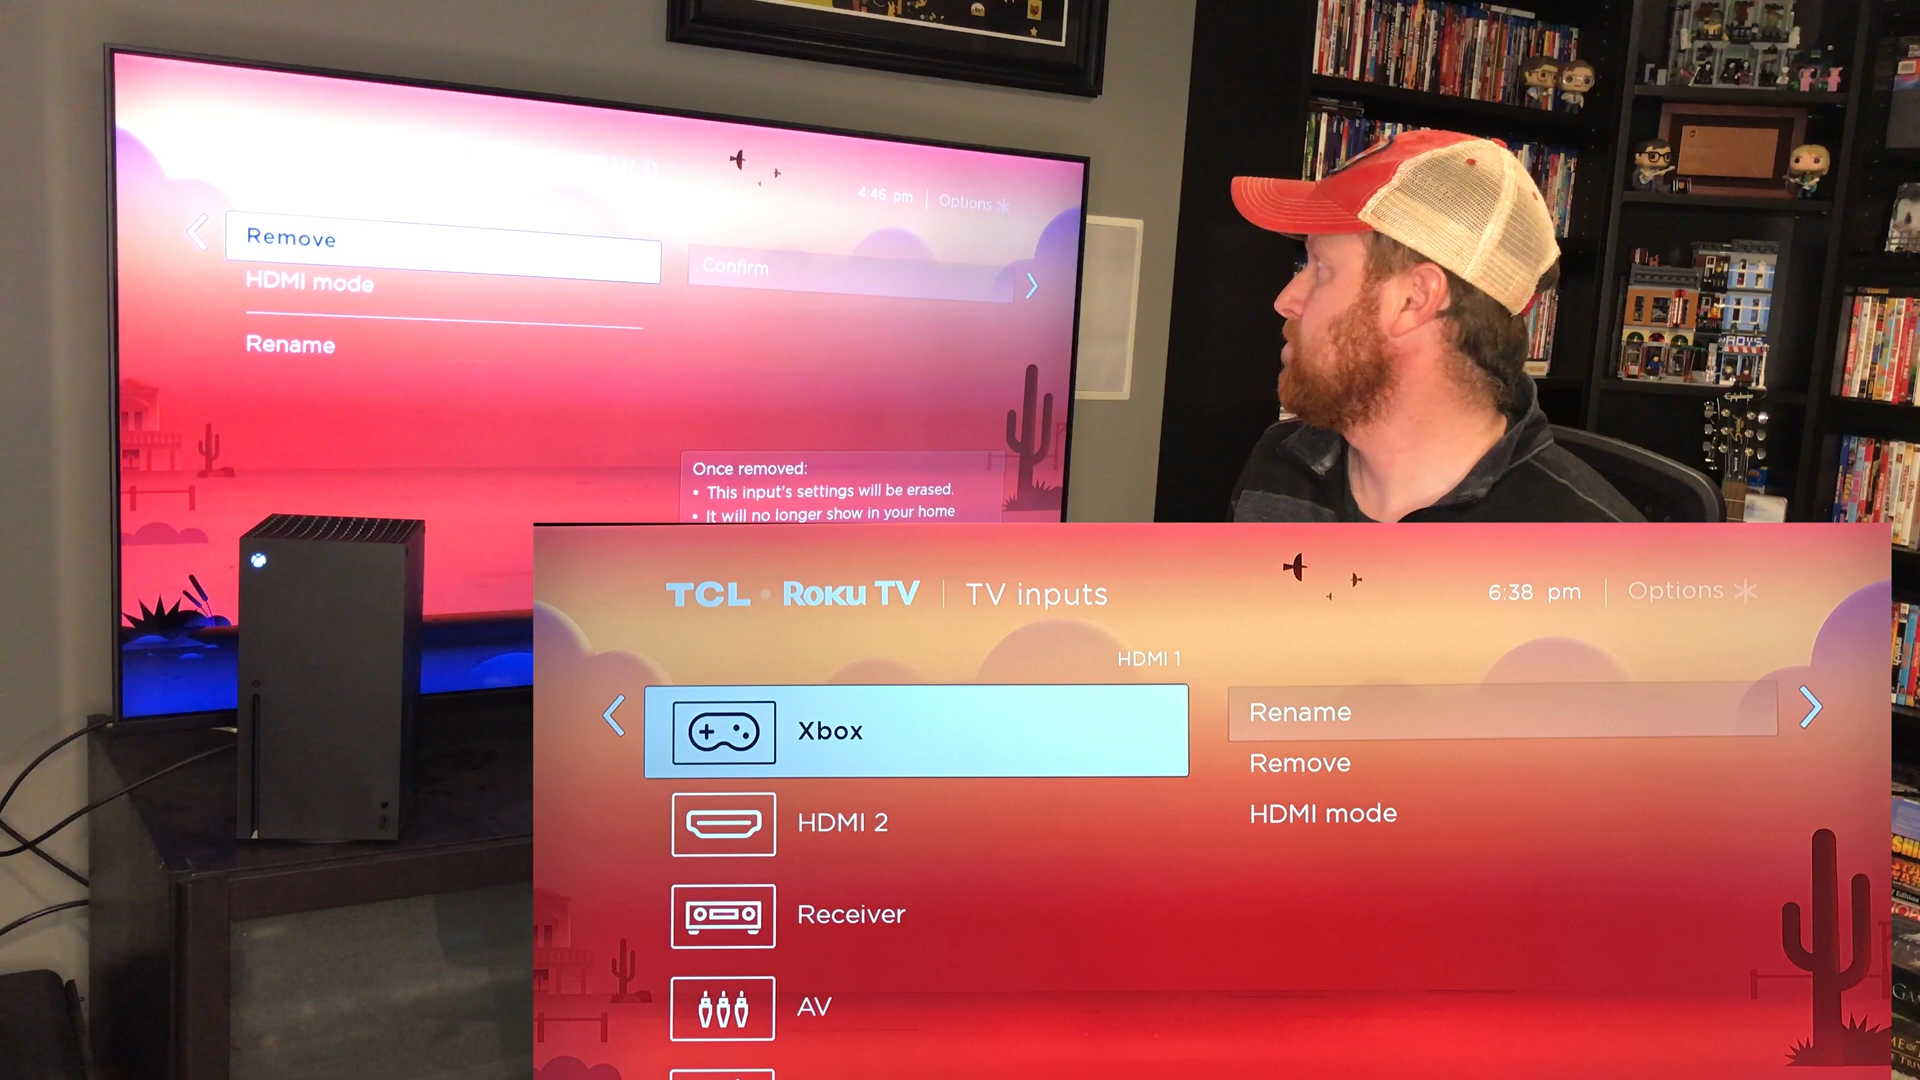 4:46 pm | Options
Remove
HDMI mode
Rename
Confirm
Once removed:
• This input's settings will be erased.
• It will no longer show in your home
TCL • Roku TV | TV inputs
6:38 pm | Options
HDMI 1
Xbox
HDMI 2
Receiver
AV
Rename
Remove
HDMI mode
Epiphone